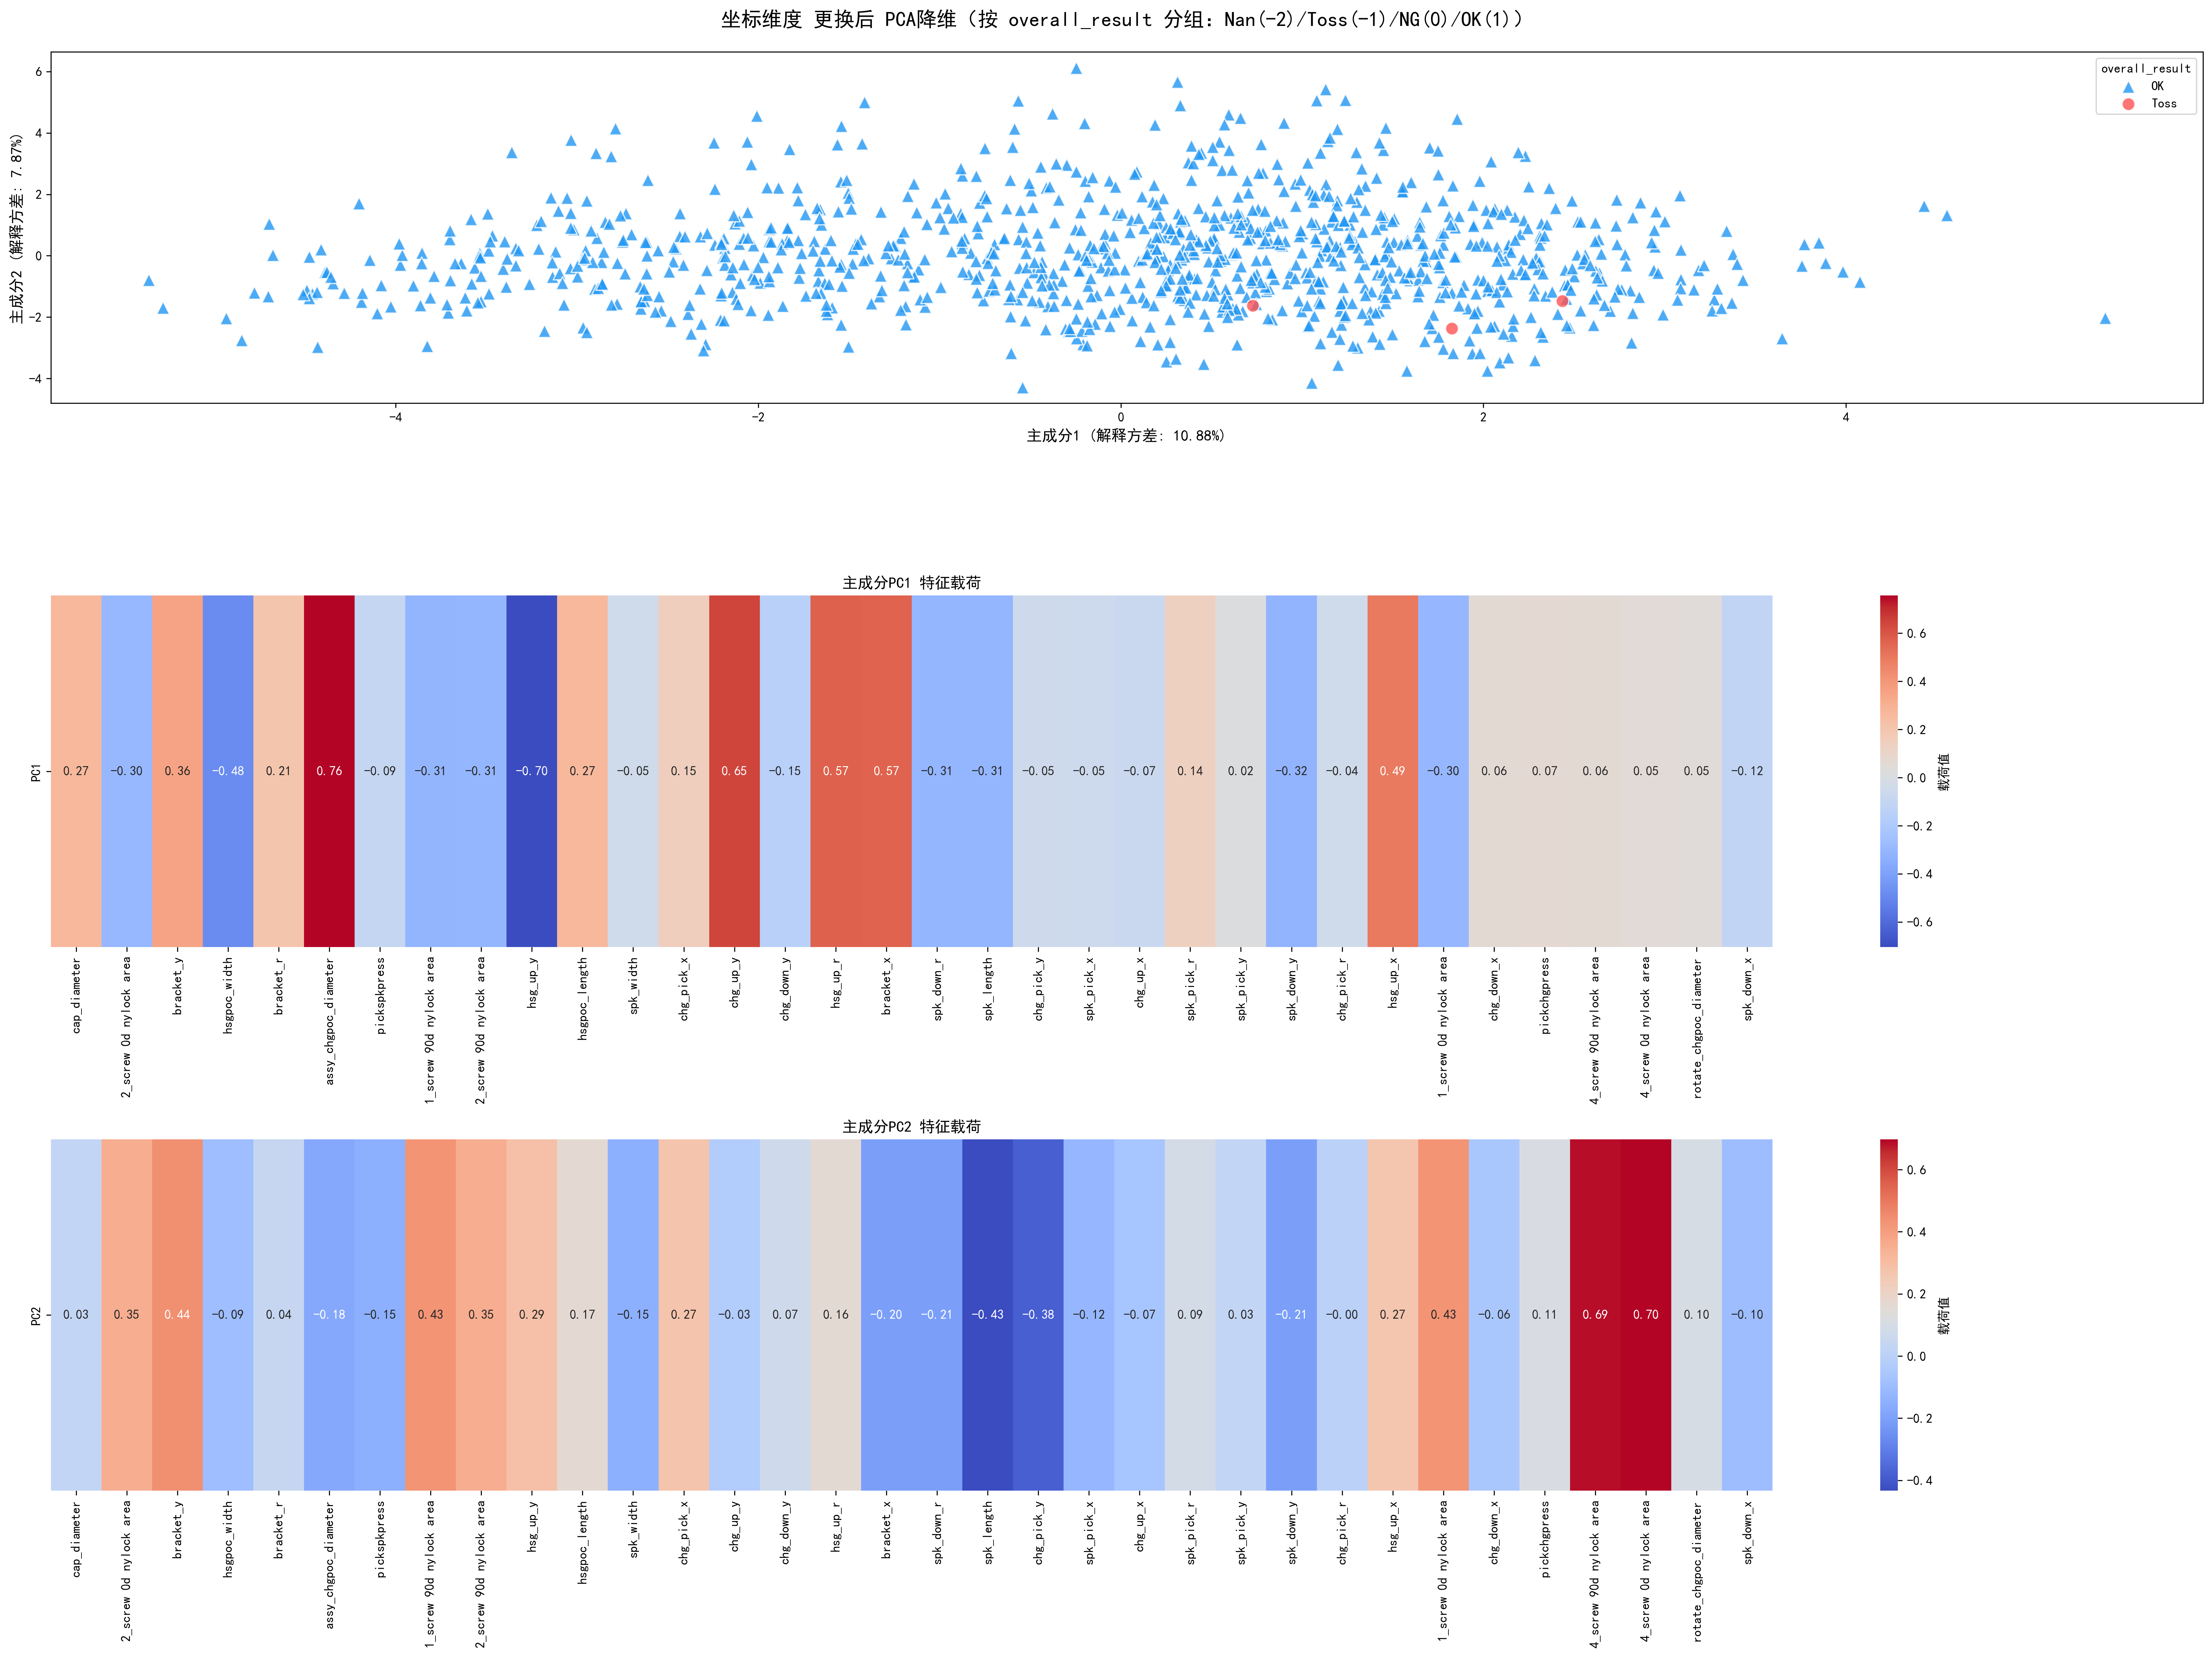 坐标维度 更换后 PCA降维（按 overall_result 分组：Nan(-2)/Toss(-1)/NG(0)/OK(1)）
overall_result
OK
Toss
主成分2 (解释方差: 7.87%)
6
4
2
0
−2
−4
−4
−2
0
2
4
主成分1 (解释方差: 10.88%)
主成分PC1 特征载荷
PC1
0.27 −0.30 0.36 −0.48 0.21 0.76 −0.09 −0.31 −0.31 −0.70 0.27 −0.05 0.15 0.65 −0.15 0.57 0.57 −0.31 −0.31 −0.05 −0.05 −0.07 0.14 0.02 −0.32 −0.04 0.49 −0.30 0.06 0.07 0.06 0.05 0.05 −0.12
cap_diameter
2_screw 0d nylock area
bracket_y
hsgpoc_width
bracket_r
assy_chgpoc_diameter
pickspkpress
1_screw 90d nylock area
2_screw 90d nylock area
hsg_up_y
hsgpoc_length
spk_width
chg_pick_x
chg_up_y
chg_down_y
hsg_up_r
bracket_x
spk_down_r
spk_length
chg_pick_y
spk_pick_x
chg_up_x
spk_pick_r
spk_pick_y
spk_down_y
chg_pick_r
hsg_up_x
1_screw 0d nylock area
chg_down_x
pickchgpress
4_screw 90d nylock area
4_screw 0d nylock area
rotate_chgpoc_diameter
spk_down_x
0.6
0.4
0.2
0.0
−0.2
−0.4
−0.6
载荷值
主成分PC2 特征载荷
PC2
0.03 0.35 0.44 −0.09 0.04 −0.18 −0.15 0.43 0.35 0.29 0.17 −0.15 0.27 −0.03 0.07 0.16 −0.20 −0.21 −0.43 −0.38 −0.12 −0.07 0.09 0.03 −0.21 −0.00 0.27 0.43 −0.06 0.11 0.69 0.70 0.10 −0.10
cap_diameter
2_screw 0d nylock area
bracket_y
hsgpoc_width
bracket_r
assy_chgpoc_diameter
pickspkpress
1_screw 90d nylock area
2_screw 90d nylock area
hsg_up_y
hsgpoc_length
spk_width
chg_pick_x
chg_up_y
chg_down_y
hsg_up_r
bracket_x
spk_down_r
spk_length
chg_pick_y
spk_pick_x
chg_up_x
spk_pick_r
spk_pick_y
spk_down_y
chg_pick_r
hsg_up_x
1_screw 0d nylock area
chg_down_x
pickchgpress
4_screw 90d nylock area
4_screw 0d nylock area
rotate_chgpoc_diameter
spk_down_x
0.6
0.4
0.2
0.0
−0.2
−0.4
载荷值